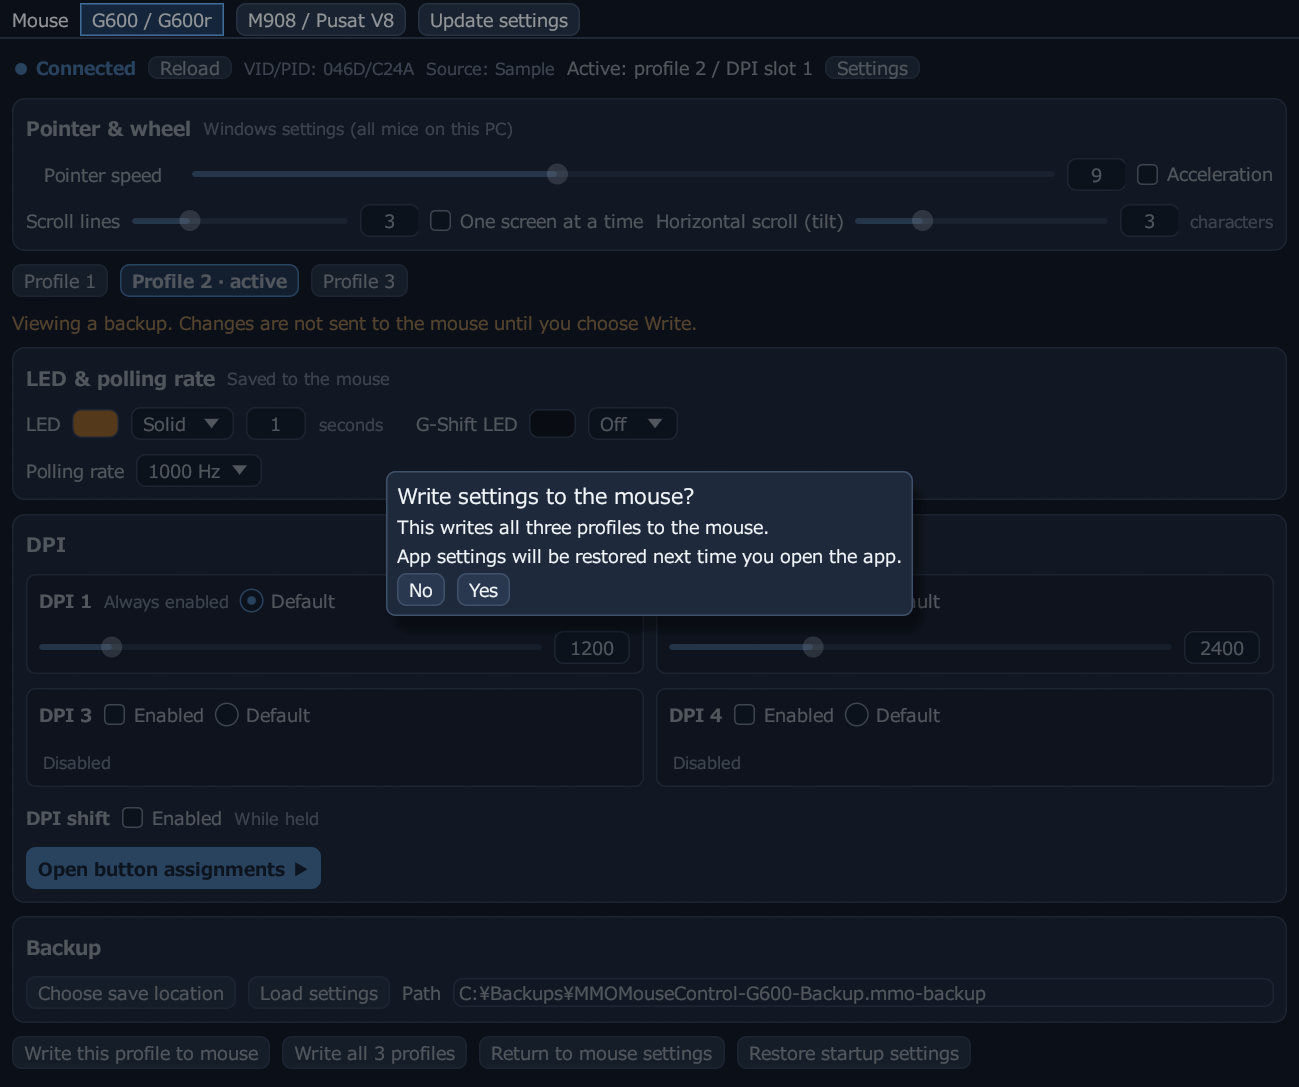 Mouse G600 / G600r M908 / Pusat V8 Update settings
Connected Reload VID/PID: 046D/C24A Source: Sample Active: profile 2 / DPI slot 1 Settings
Pointer & wheel Windows settings (all mice on this PC)
Pointer speed 9 Acceleration
Scroll lines 3 One screen at a time Horizontal scroll (tilt) 3 characters
Profile 1 Profile 2 · active Profile 3
Viewing a backup. Changes are not sent to the mouse until you choose Write.
LED & polling rate Saved to the mouse
LED Solid 1 seconds G-Shift LED Off
Polling rate 1000 Hz
Write settings to the mouse?
This writes all three profiles to the mouse.
App settings will be restored next time you open the app.
No Yes
DPI
DPI 1 Always enabled Default
1200 2400
DPI 3 Enabled Default DPI 4 Enabled Default
Disabled Disabled
DPI shift Enabled While held
Open button assignments ▶
Backup
Choose save location Load settings Path C:¥Backups¥MMOMouseControl-G600-Backup.mmo-backup
Write this profile to mouse Write all 3 profiles Return to mouse settings Restore startup settings